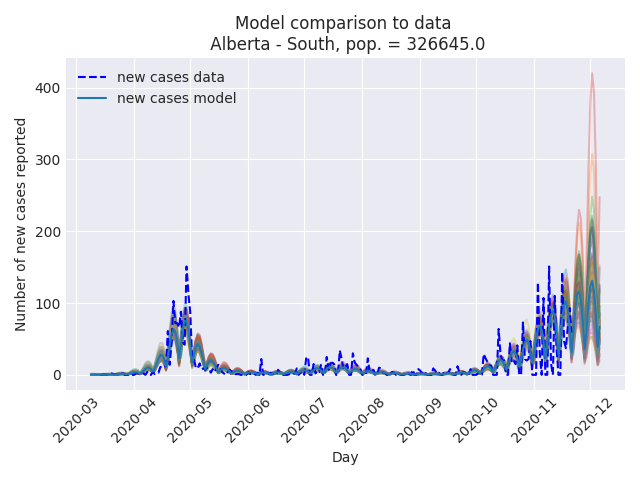 Model comparison to data
Alberta - South, pop. = 326645.0
new cases data
new cases model
Number of new cases reported
400
300
200
100
0
2020-03
2020-04
2020-05
2020-06
2020-07
2020-08
2020-09
2020-10
2020-11
2020-12
Day